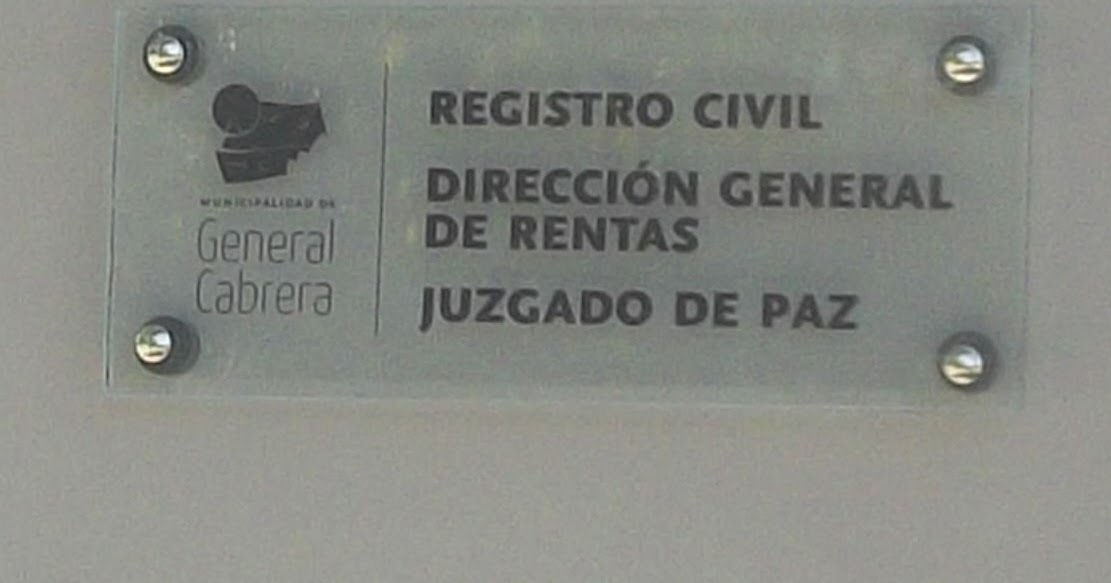 MUNICIPALIDAD DE
General
Cabrera
REGISTRO CIVIL
DIRECCIÓN GENERAL
DE RENTAS
JUZGADO DE PAZ